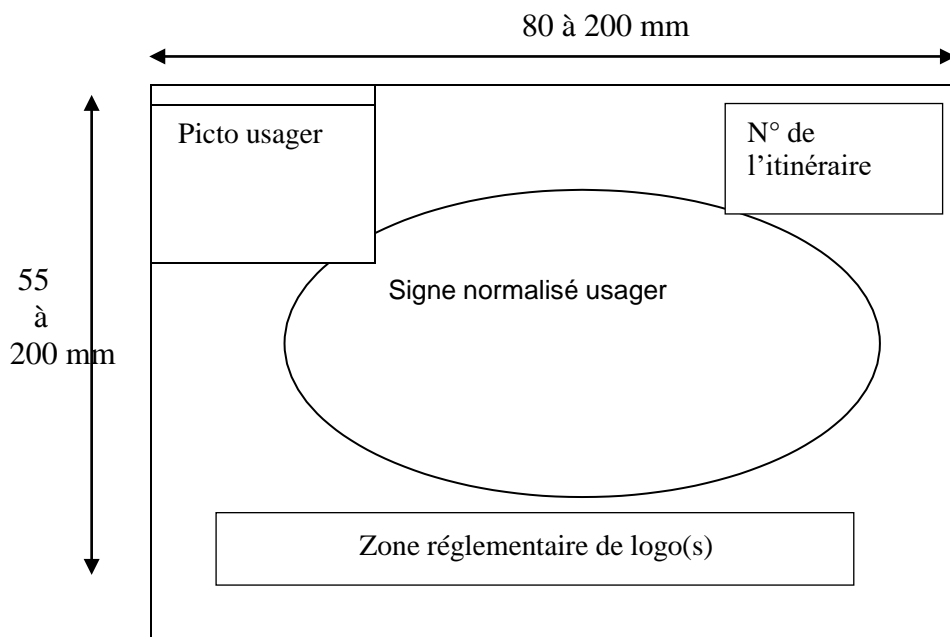 80 à 200 mm
Picto usager
N° de
l’itinéraire
Signe normalisé usager
55
à
200 mm
Zone réglementaire de logo(s)